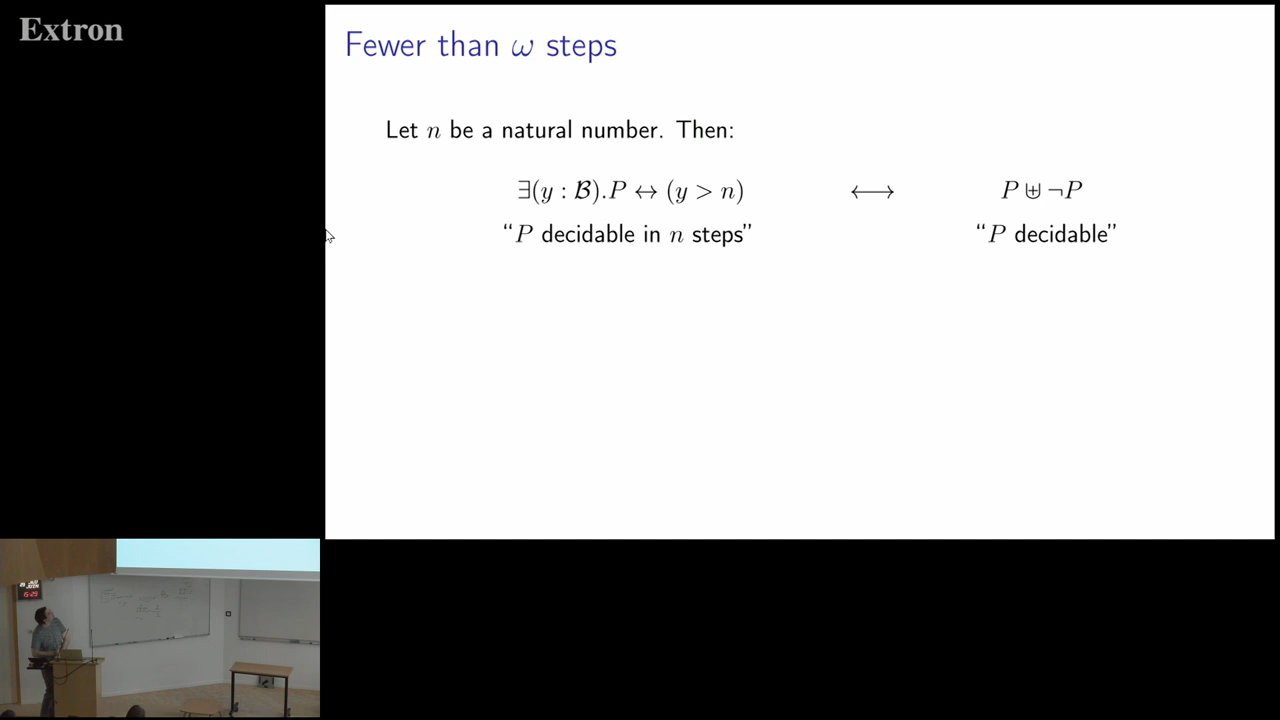 Extron
Fewer than ω steps
Let n be a natural number. Then:
∃(y : ℬ).P ↔ (y > n) ⟷ P ⊎ ¬P
“P decidable in n steps” “P decidable”